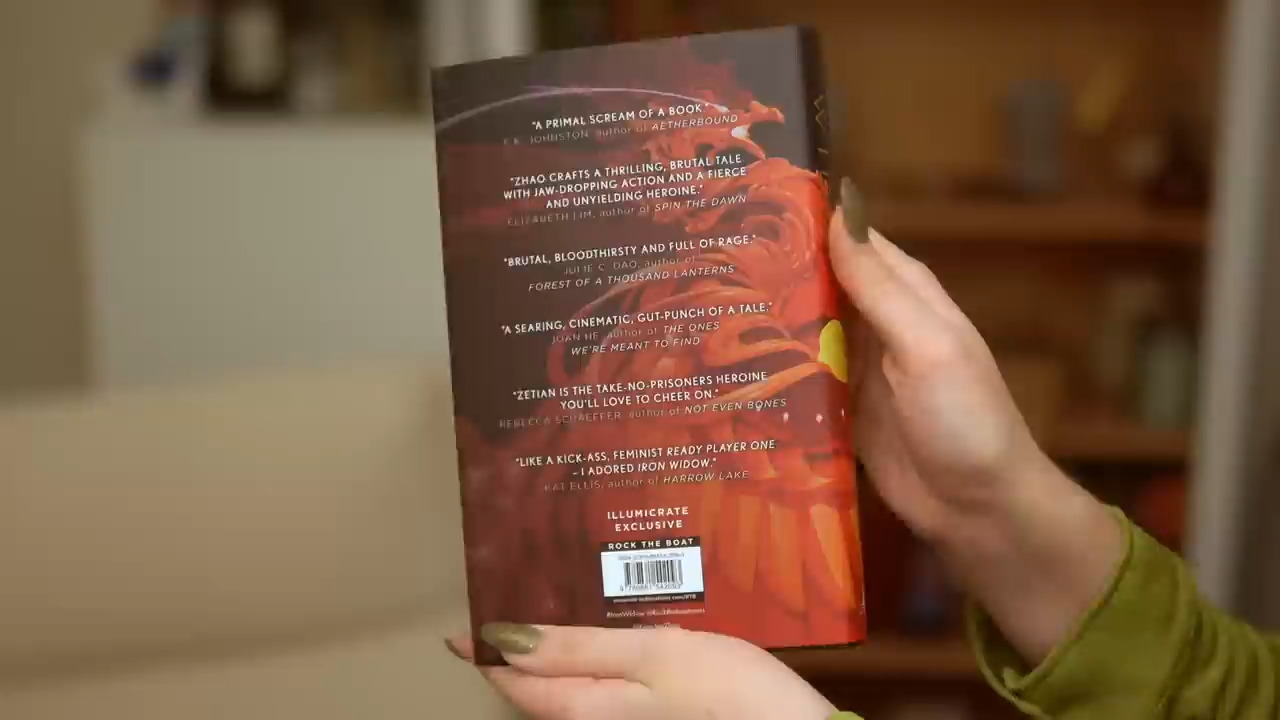 "A PRIMAL SCREAM OF A BOOK."
E.K. JOHNSTON, author of AETHERBOUND
"ZHAO CRAFTS A THRILLING, BRUTAL TALE
WITH JAW-DROPPING ACTION AND A FIERCE
AND UNYIELDING HEROINE."
ELIZABETH LIM, author of SPIN THE DAWN
"BRUTAL, BLOODTHIRSTY AND FULL OF RAGE."
JULIE C. DAO, author of
FOREST OF A THOUSAND LANTERNS
"A SEARING, CINEMATIC, GUT-PUNCH OF A TALE."
JOAN HE, author of THE ONES
WE'RE MEANT TO FIND
"ZETIAN IS THE TAKE-NO-PRISONERS HEROINE
YOU'LL LOVE TO CHEER ON."
REBECCA SCHAEFFER, author of NOT EVEN BONES
"LIKE A KICK-ASS, FEMINIST READY PLAYER ONE
– I ADORED IRON WIDOW."
KAT ELLIS, author of HARROW LAKE
ILLUMICRATE
EXCLUSIVE
ROCK THE BOAT